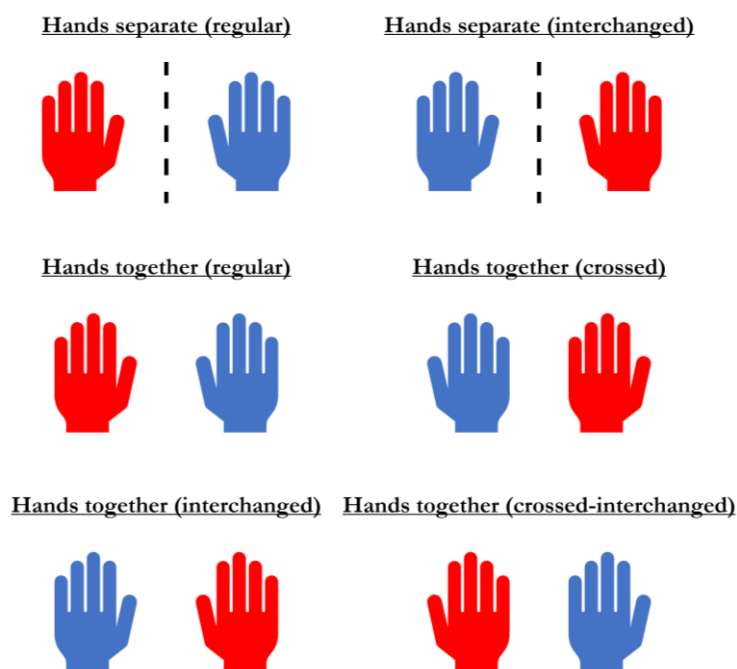 Hands separate (regular)
Hands separate (interchanged)
Hands together (regular)
Hands together (crossed)
Hands together (interchanged)
Hands together (crossed-interchanged)